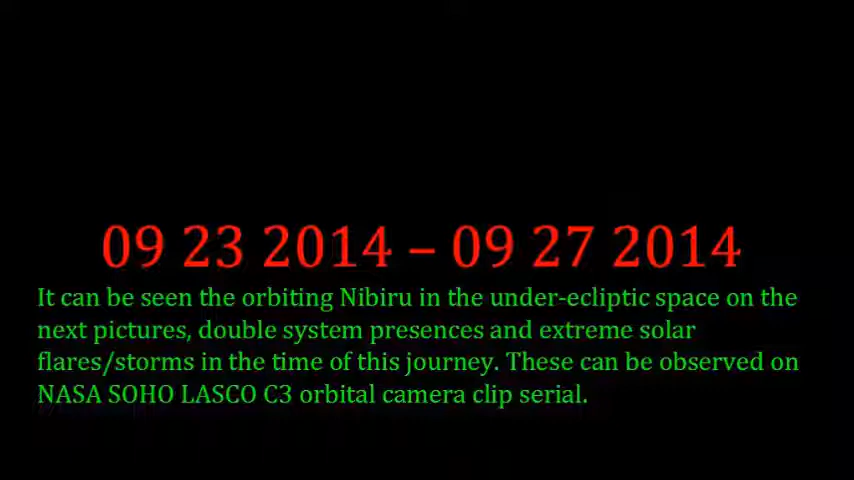 09 23 2014 – 09 27 2014
It can be seen the orbiting Nibiru in the under-ecliptic space on the
next pictures, double system presences and extreme solar
flares/storms in the time of this journey. These can be observed on
NASA SOHO LASCO C3 orbital camera clip serial.